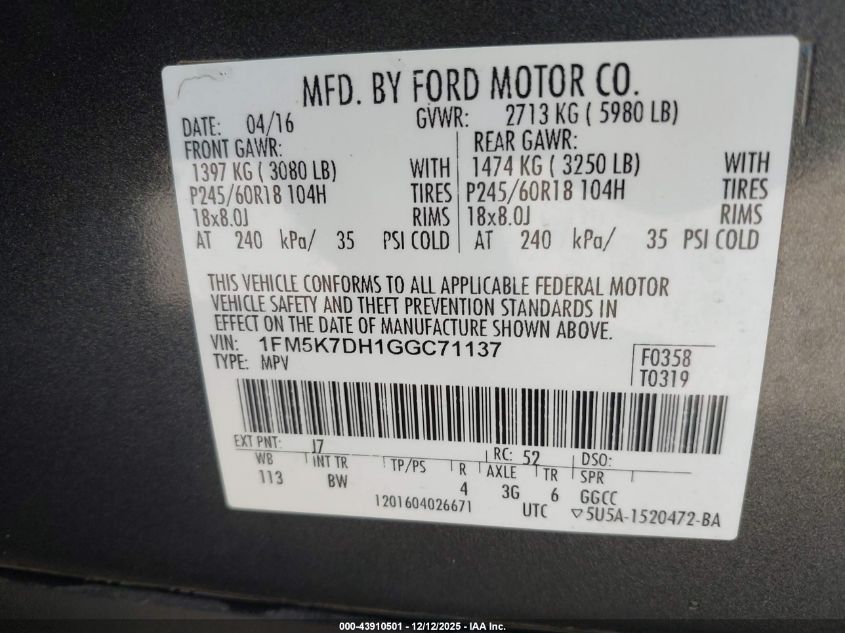 MFD. BY FORD MOTOR CO.
DATE: 04/16 GVWR: 2713 KG ( 5980 LB)
FRONT GAWR: REAR GAWR:
1397 KG ( 3080 LB) WITH 1474 KG ( 3250 LB) WITH
P245/60R18 104H TIRES P245/60R18 104H TIRES
18x8.0J RIMS 18x8.0J RIMS
AT 240 kPa/ 35 PSI COLD AT 240 kPa/ 35 PSI COLD
THIS VEHICLE CONFORMS TO ALL APPLICABLE FEDERAL MOTOR
VEHICLE SAFETY AND THEFT PREVENTION STANDARDS IN
EFFECT ON THE DATE OF MANUFACTURE SHOWN ABOVE.
VIN: 1FM5K7DH1GGC71137
TYPE: MPV
F0358
T0319
EXT PNT: J7 RC: 52 DSO:
WB INT TR TP/PS R AXLE TR SPR
113 BW 4 3G 6 GGCC
1201604026671 UTC ▽5U5A-1520472-BA
000-43910501 - 12/12/2025 - IAA Inc.